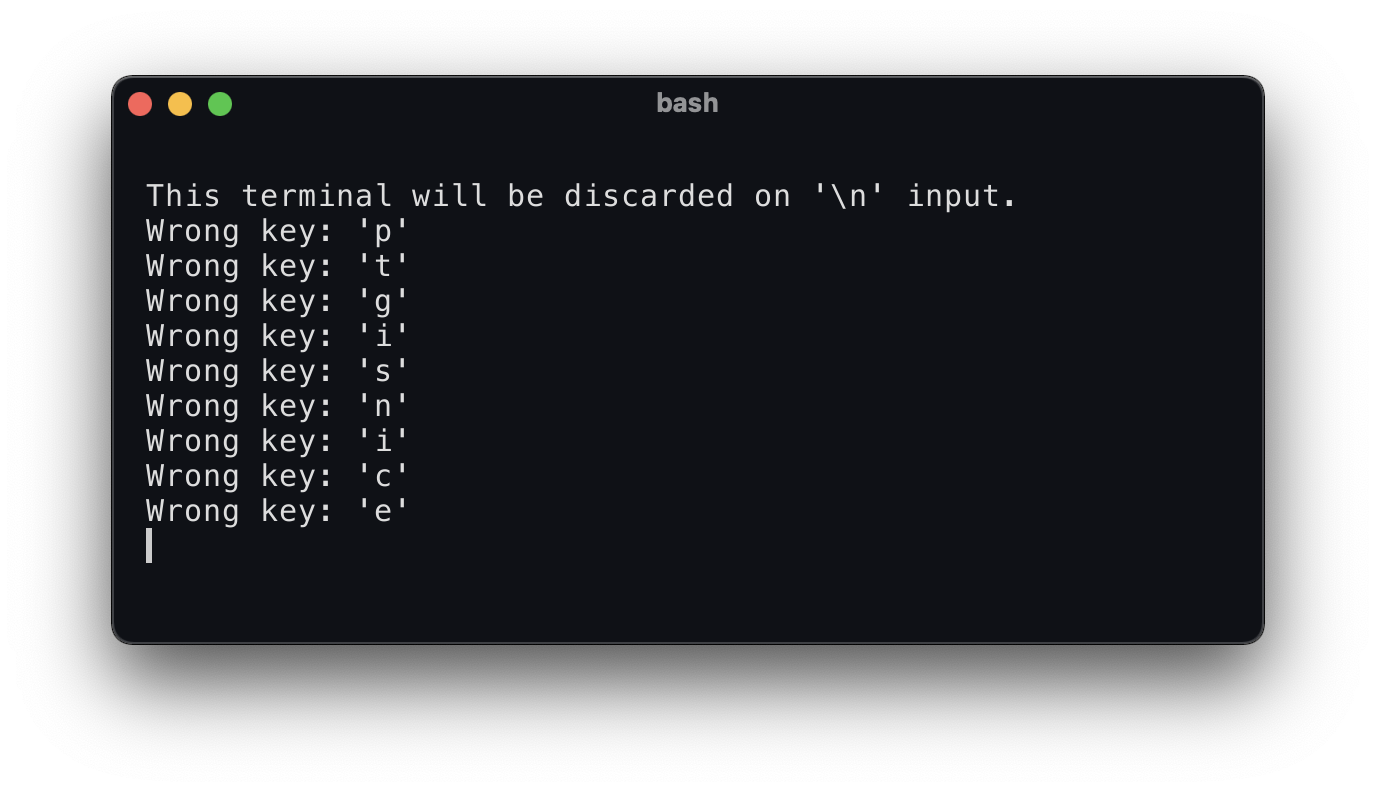 bash
This terminal will be discarded on '\n' input.
Wrong key: 'p'
Wrong key: 't'
Wrong key: 'g'
Wrong key: 'i'
Wrong key: 's'
Wrong key: 'n'
Wrong key: 'i'
Wrong key: 'c'
Wrong key: 'e'